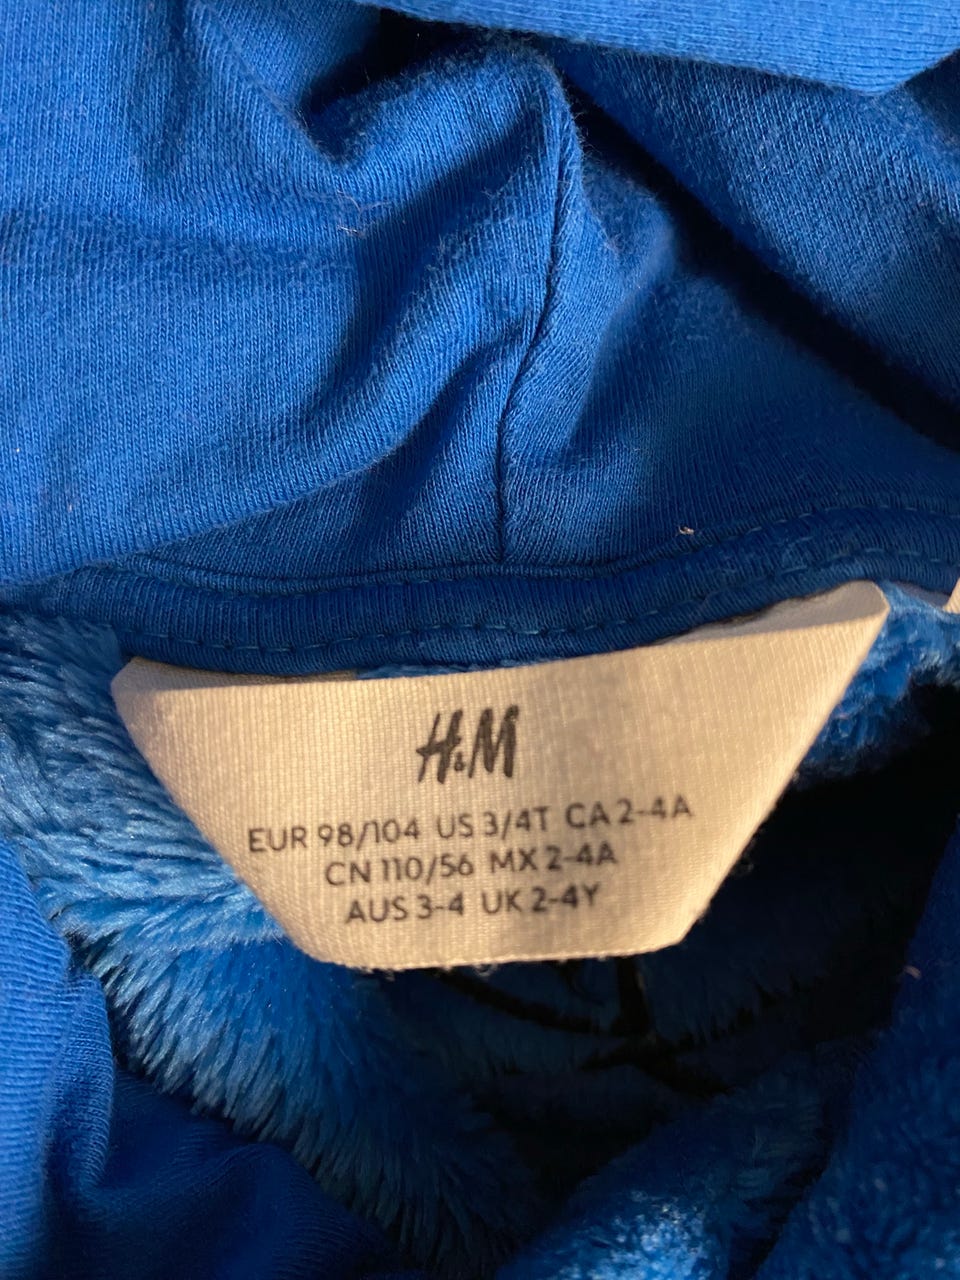 H&M
EUR 98/104 US 3/4T CA 2-4A
CN 110/56 MX 2-4A
AUS 3-4 UK 2-4Y